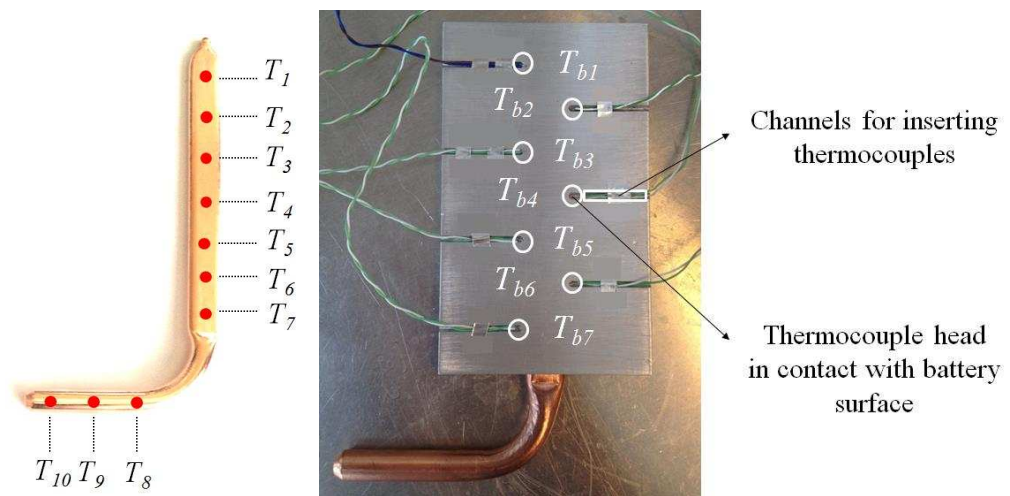 T1
T2
T3
T4
T5
T6
T7
T10 T9 T8
Tb1
Tb2
Tb3
Tb4
Tb5
Tb6
Tb7
Channels for inserting
thermocouples
Thermocouple head
in contact with battery
surface